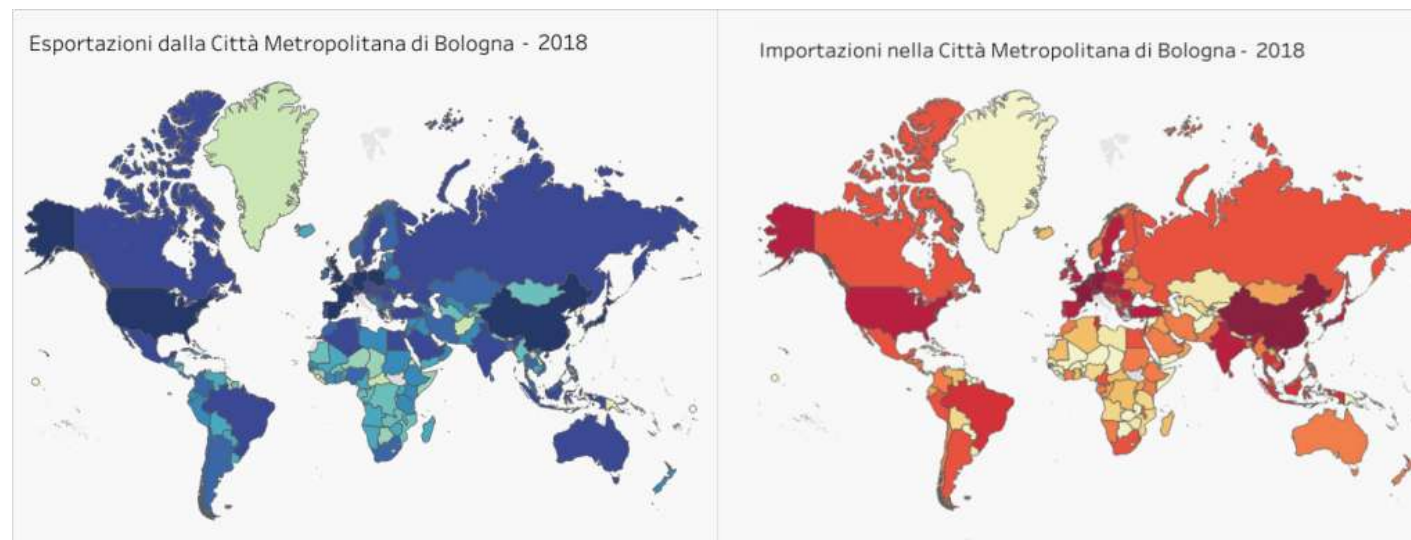 Esportazioni dalla Città Metropolitana di Bologna - 2018
Importazioni nella Città Metropolitana di Bologna - 2018